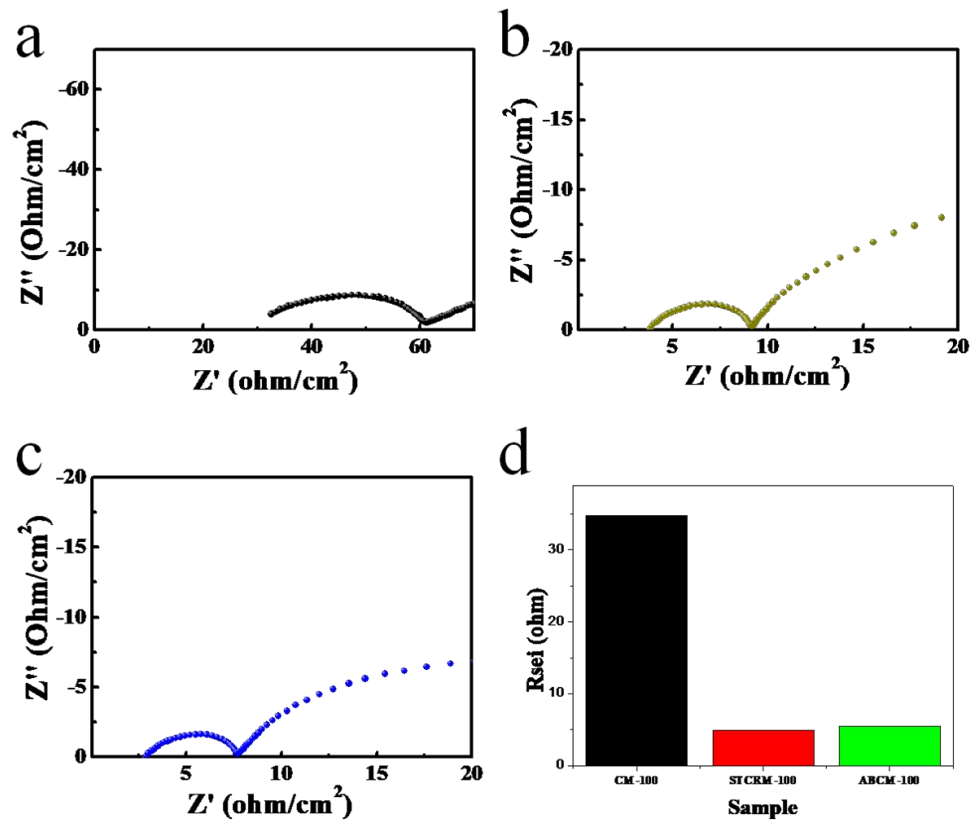 a
-60
-40
-20
0
0 20 40 60
Z'' (Ohm/cm²)
Z' (ohm/cm²)
b
-20
-15
-10
-5
0
5 10 15 20
Z'' (Ohm/cm²)
Z' (ohm/cm²)
c
-20
-15
-10
-5
0
5 10 15 20
Z'' (Ohm/cm²)
Z' (ohm/cm²)
d
30
20
10
0
Rsei (ohm)
CM-100 STCRM-100 ABCM-100
Sample